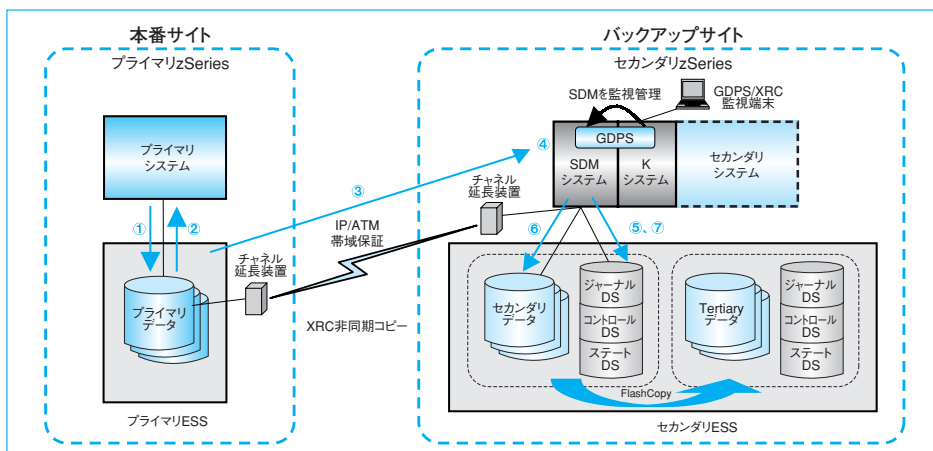 本番サイト
プライマリzSeries
プライマリ
システム
①
②
③
チャネル
延長装置
プライマリ
データ
プライマリESS
IP/ATM
帯域保証
XRC非同期コピー
バックアップサイト
セカンダリzSeries
SDMを監視管理
GDPS/XRC
監視端末
④
GDPS
SDM
システム
K
システム
セカンダリ
システム
チャネル
延長装置
⑥
⑤、⑦
セカンダリ
データ
ジャーナル
DS
コントロール
DS
ステート
DS
Tertiary
データ
ジャーナル
DS
コントロール
DS
ステート
DS
FlashCopy
セカンダリESS